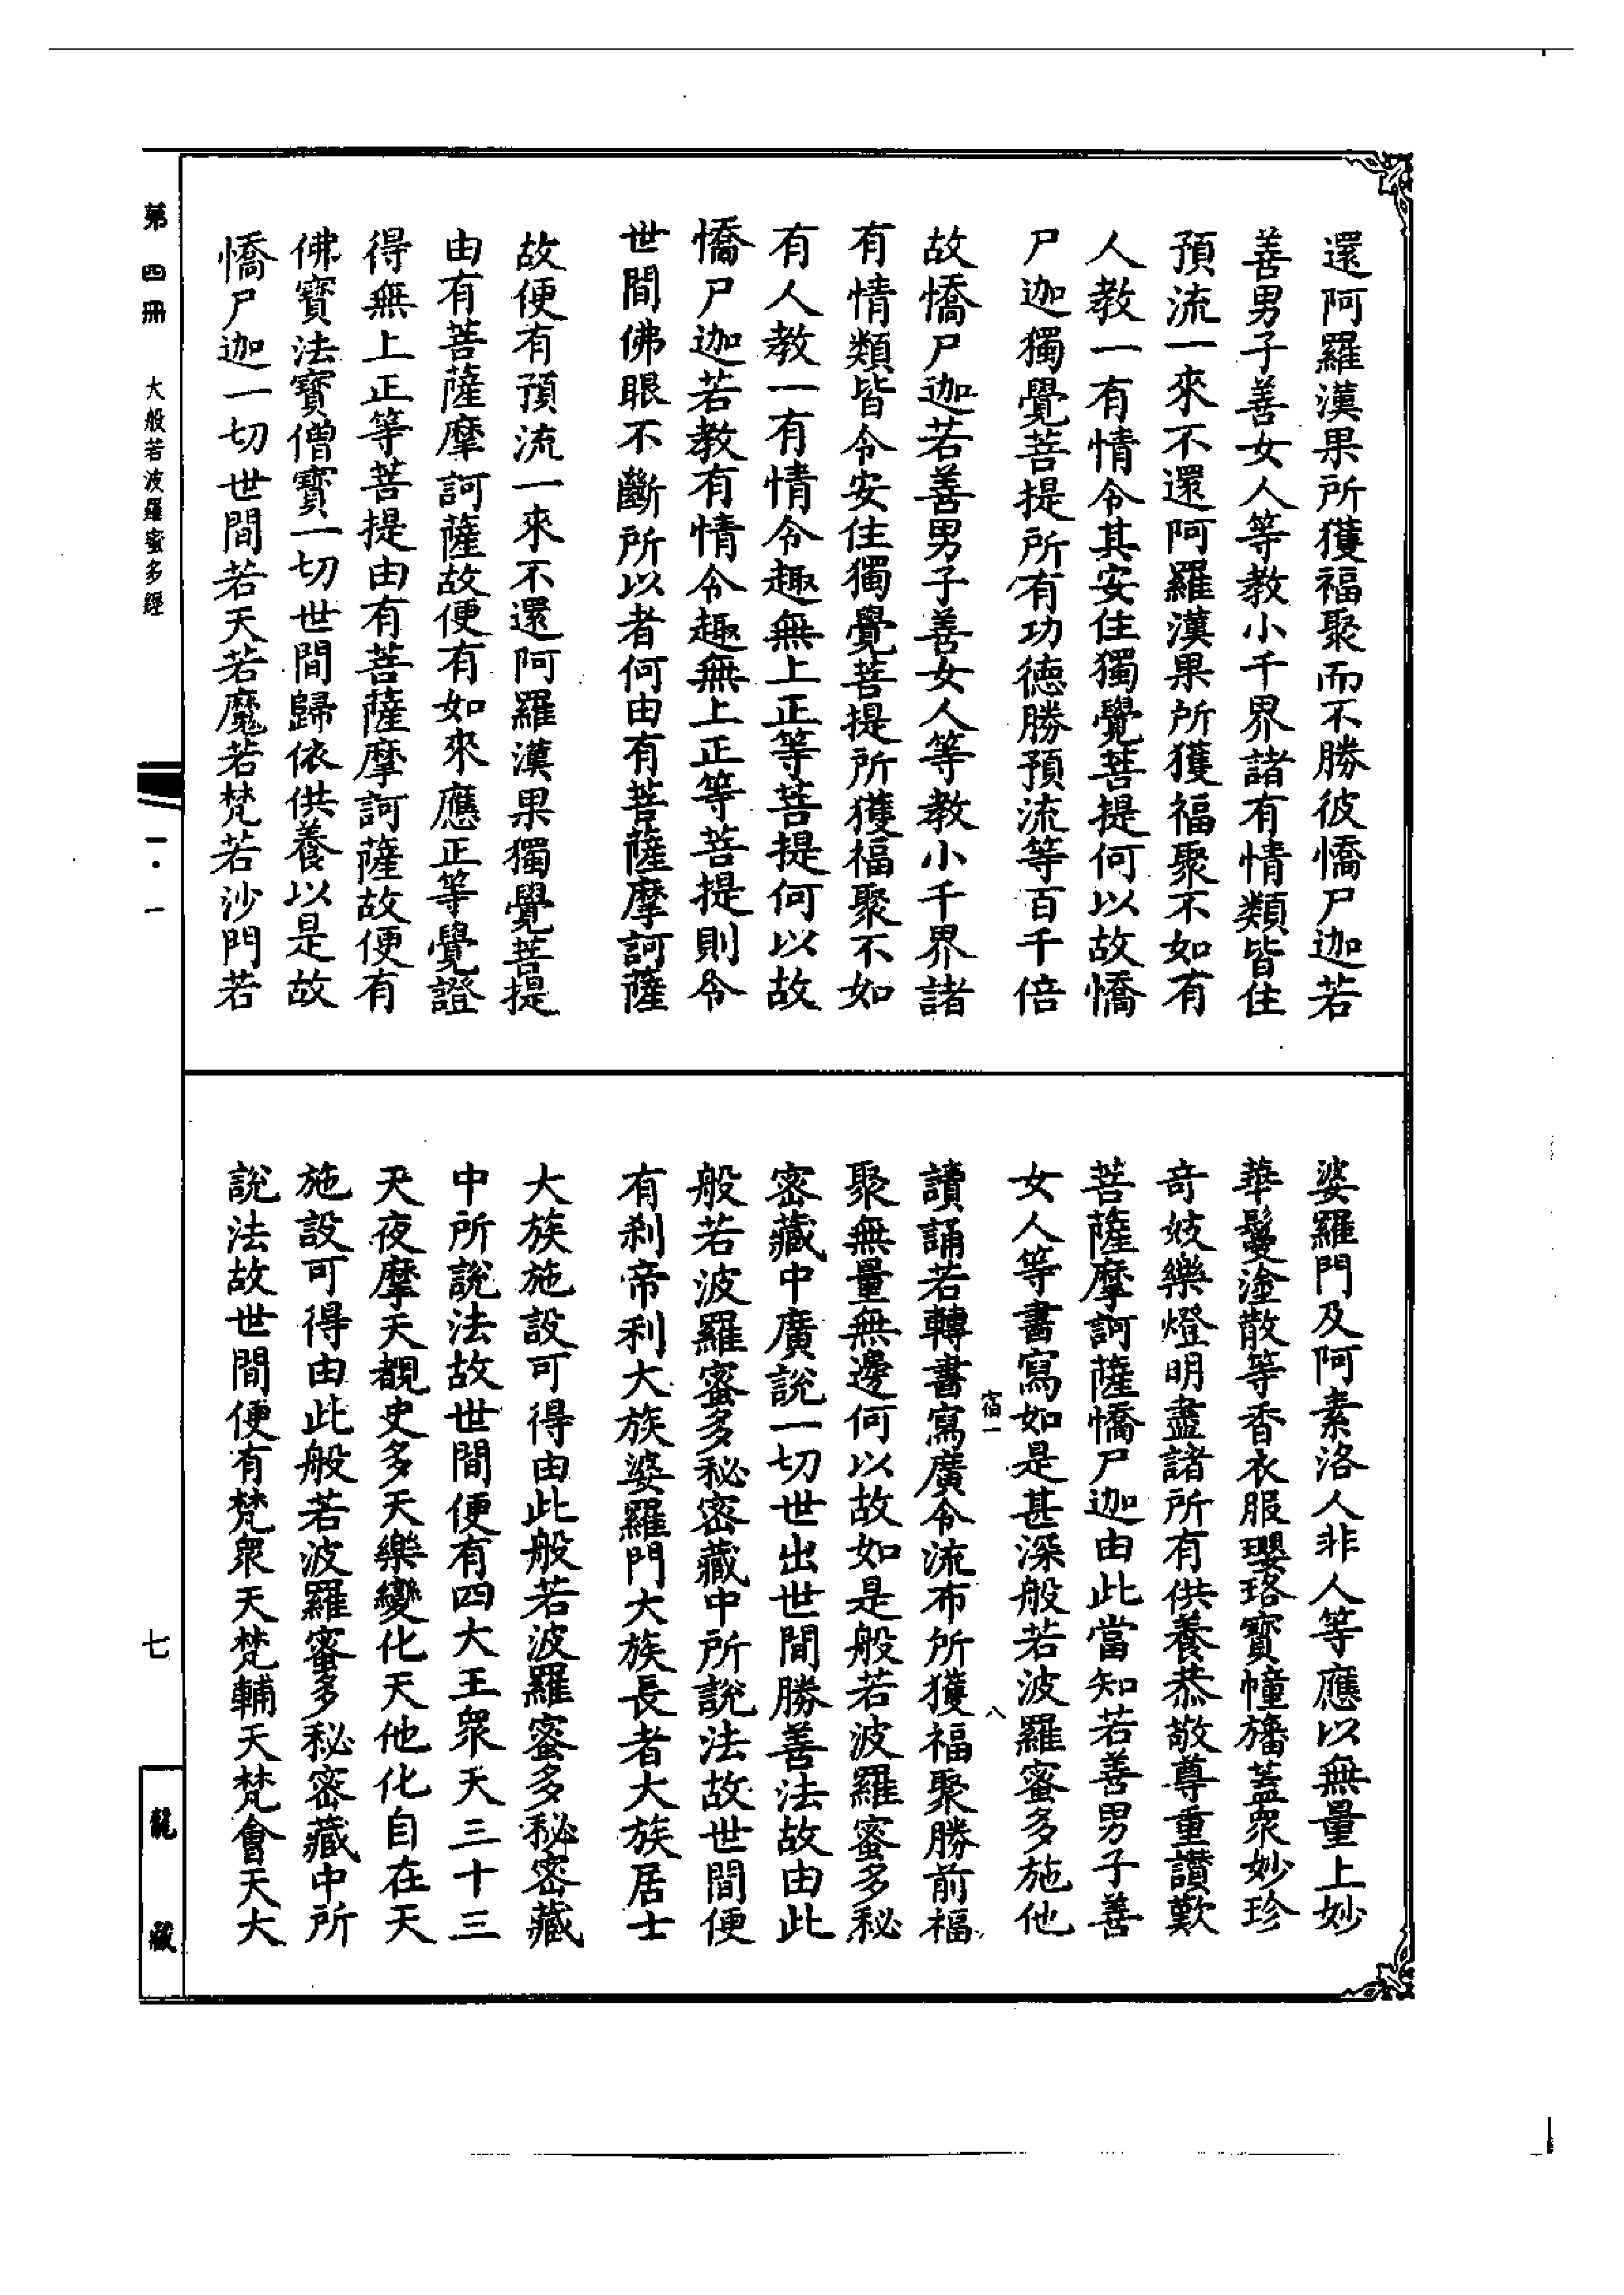 還阿羅漢果所獲福聚而不勝彼憍尸迦若
善男子善女人等教小千界諸有情類皆住
預流一來不還阿羅漢果所獲福聚不如有
人教一有情令其安住獨覺菩提何以故憍
尸迦獨覺菩提所有功德勝預流等百千倍
故憍尸迦若善男子善女人等教小千界諸
有情類皆令安住獨覺菩提所獲福聚不如
有人教一有情令趣無上正等菩提何以故
憍尸迦若教有情令趣無上正等菩提則令
世間佛眼不斷所以者何由有菩薩摩訶薩
故便有預流一來不還阿羅漢果獨覺菩提
由有菩薩摩訶薩故便有如來應正等覺證
得無上正等菩提由有菩薩摩訶薩故便有
佛寶法寶僧寶一切世間歸依供養以是故
憍尸迦一切世間若天若魔若梵若沙門若
婆羅門及阿素洛人非人等應以無量上妙
華鬘塗散等香衣服瓔珞寶幢旛蓋眾妙珍
奇妓樂燈明盡諸所有供養恭敬尊重讚歎
菩薩摩訶薩憍尸迦由此當知若善男子善
女人等書寫如是甚深般若波羅蜜多施他
宿一 八
讀誦若轉書寫廣令流布所獲福聚勝前福
聚無量無邊何以故如是般若波羅蜜多秘
密藏中廣說一切世出世間勝善法故由此
般若波羅蜜多秘密藏中所說法故世間便
有剎帝利大族婆羅門大族長者大族居士
大族施設可得由此般若波羅蜜多秘密藏
中所說法故世間便有四大王眾天三十三
天夜摩天覩史多天樂變化天他化自在天
施設可得由此般若波羅蜜多秘密藏中所
說法故世間便有梵眾天梵輔天梵會天大
第四冊 大般若波羅蜜多經
一·一
七
龍藏